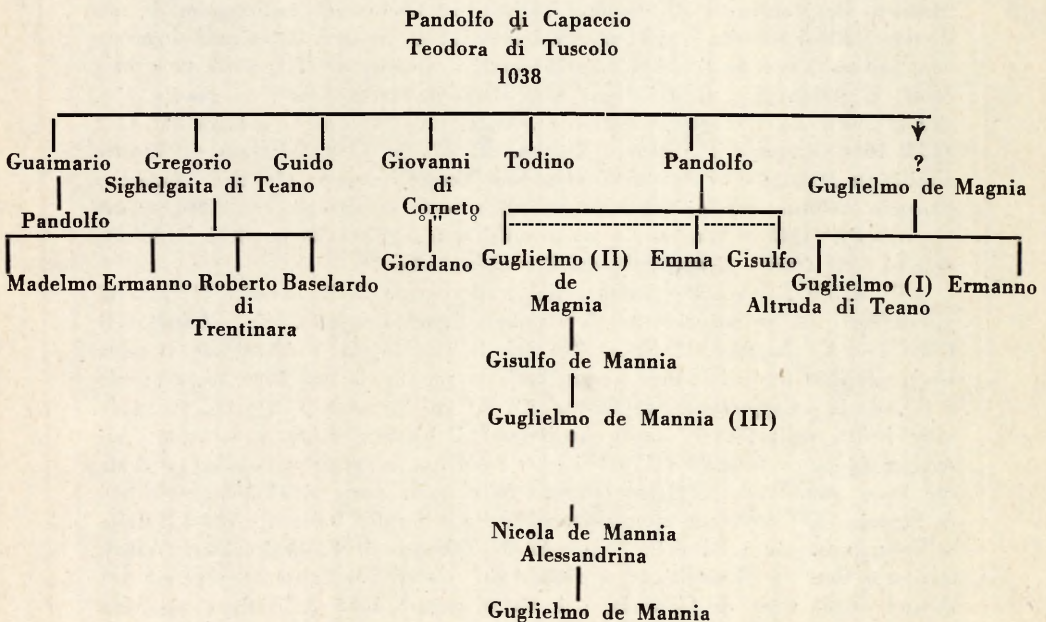 Pandolfo di Capaccio
Teodora di Tuscolo
1038
Guaimario Gregorio Guido Giovanni Todino Pandolfo ?
Sighelgaita di Teano di Guglielmo de Magnia
Pandolfo Corneto
Giordano Guglielmo (II) Emma Gisulfo
Madelmo Ermanno Roberto Baselardo de Guglielmo (I) Ermanno
di Magnia Altruda di Teano
Trentinara
Gisulfo de Mannia
Guglielmo de Mannia (III)
Nicola de Mannia
Alessandrina
Guglielmo de Mannia